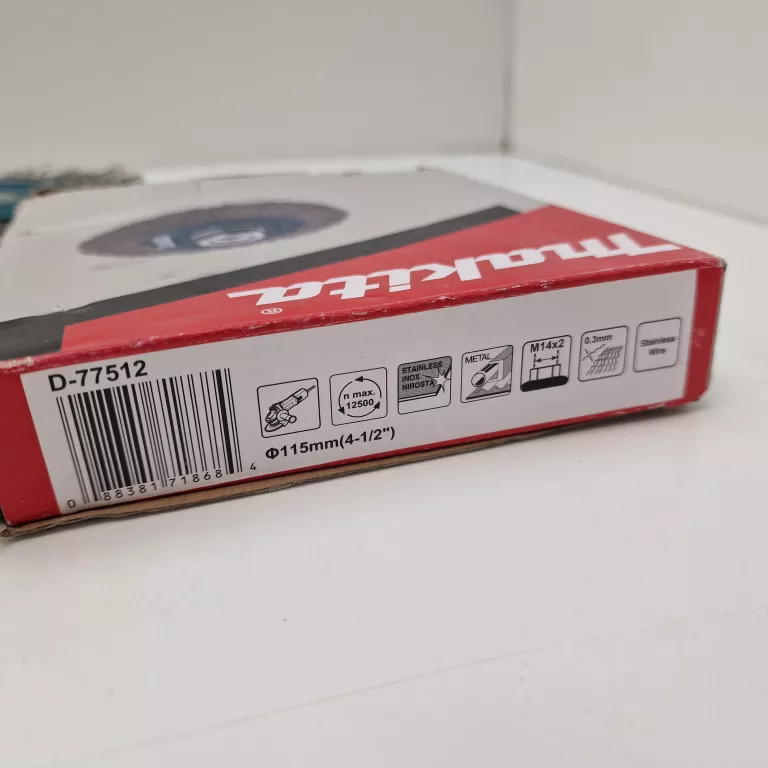 Makita®
D-77512
0 88381 71868 4
n max.
12500
STAINLESS
INOX
NIROSTA
METAL
M14x2
0.3mm
Stainless
Wire
Φ115mm(4-1/2")